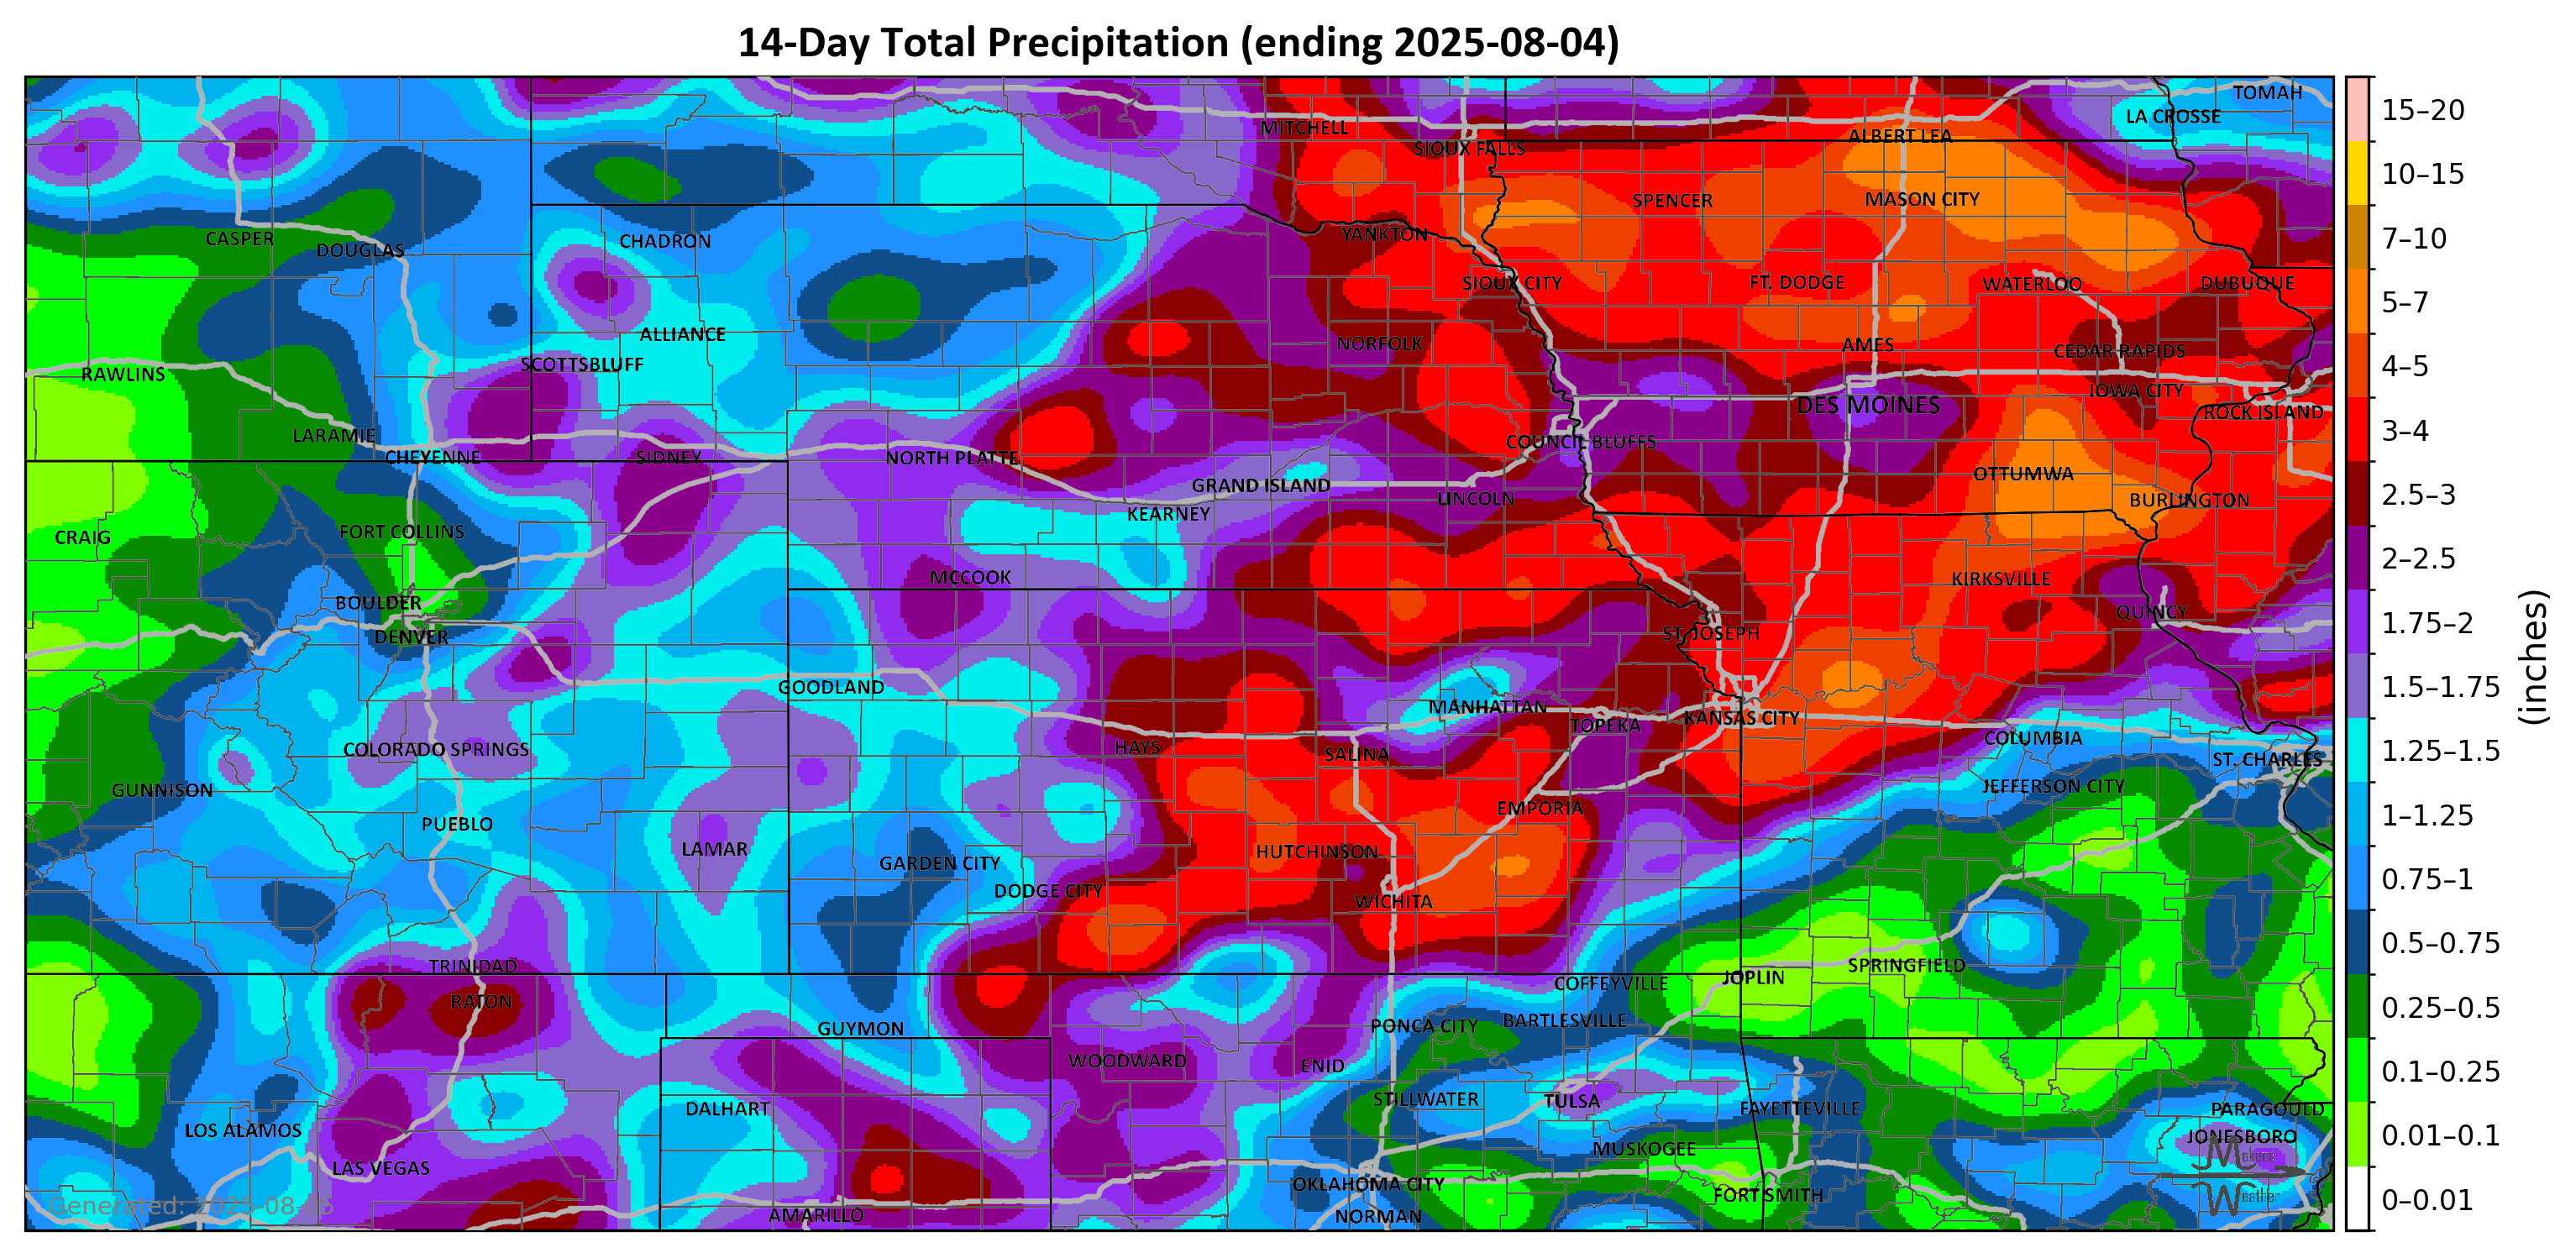 14-Day Total Precipitation (ending 2025-08-04)
TOMAH
LA CROSSE
MITCHELL
ALBERT LEA
SIOUX FALLS
SPENCER
MASON CITY
CASPER
DOUGLAS
CHADRON
YANKTON
SIOUX CITY
FT. DODGE
WATERLOO
DUBUQUE
ALLIANCE
NORFOLK
AMES
CEDAR RAPIDS
SCOTTSBLUFF
RAWLINS
IOWA CITY
DES MOINES
ROCK ISLAND
LARAMIE
COUNCIL BLUFFS
CHEYENNE
SIDNEY
NORTH PLATTE
OTTUMWA
GRAND ISLAND
LINCOLN
BURLINGTON
KEARNEY
CRAIG
FORT COLLINS
MCCOOK
KIRKSVILLE
BOULDER
QUINCY
DENVER
ST. JOSEPH
GOODLAND
MANHATTAN
KANSAS CITY
TOPEKA
COLUMBIA
COLORADO SPRINGS
HAYS
SALINA
ST. CHARLES
GUNNISON
JEFFERSON CITY
EMPORIA
PUEBLO
LAMAR
HUTCHINSON
GARDEN CITY
DODGE CITY
WICHITA
TRINIDAD
SPRINGFIELD
JOPLIN
COFFEYVILLE
RATON
GUYMON
PONCA CITY
BARTLESVILLE
WOODWARD
ENID
STILLWATER
TULSA
DALHART
FAYETTEVILLE
PARAGOULD
LOS ALAMOS
JONESBORO
MUSKOGEE
LAS VEGAS
OKLAHOMA CITY
FORT SMITH
AMARILLO
NORMAN
Makens
Weather
15–20
10–15
7–10
5–7
4–5
3–4
2.5–3
2–2.5
1.75–2
1.5–1.75
1.25–1.5
1–1.25
0.75–1
0.5–0.75
0.25–0.5
0.1–0.25
0.01–0.1
0–0.01
(inches)